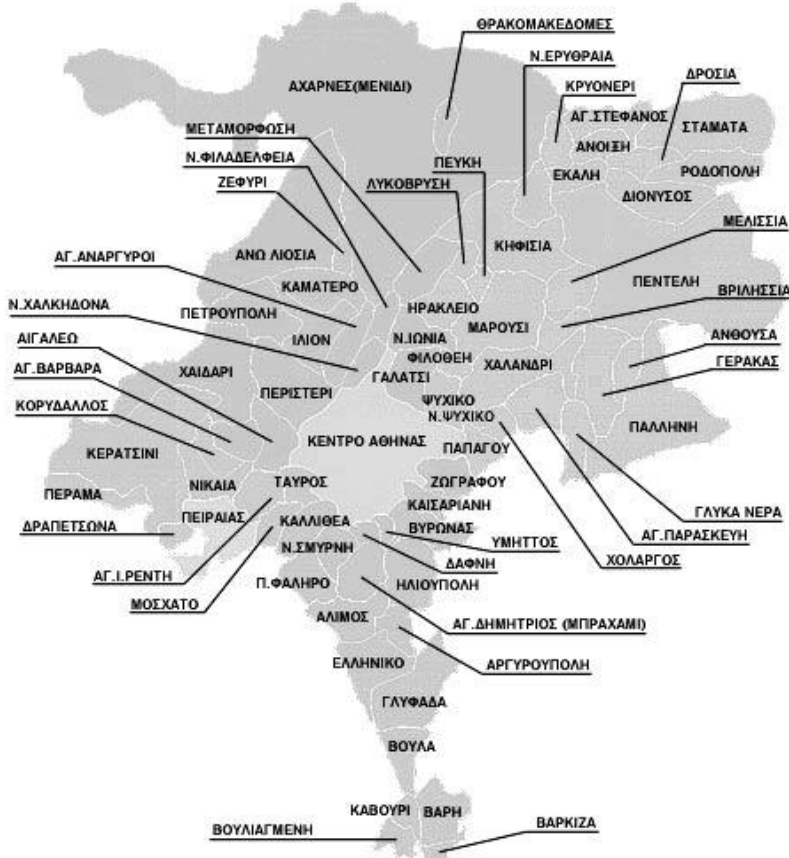 ΘΡΑΚΟΜΑΚΕΔΟΜΕΣ
Ν.ΕΡΥΘΡΑΙΑ
ΑΧΑΡΝΕΣ(ΜΕΝΙΔΙ)
ΚΡΥΟΝΕΡΙ
ΔΡΟΣΙΑ
ΑΓ.ΣΤΕΦΑΝΟΣ
ΣΤΑΜΑΤΑ
ΜΕΤΑΜΟΡΦΩΣΗ
ΑΝΟΙΞΗ
Ν.ΦΙΛΑΔΕΛΦΕΙΑ
ΠΕΥΚΗ
ΕΚΑΛΗ
ΡΟΔΟΠΟΛΗ
ΖΕΦΥΡΙ
ΛΥΚΟΒΡΥΣΗ
ΔΙΟΝΥΣΟΣ
ΜΕΛΙΣΣΙΑ
ΚΗΦΙΣΙΑ
ΑΝΩ ΛΙΟΣΙΑ
ΑΓ.ΑΝΑΡΓΥΡΟΙ
ΚΑΜΑΤΕΡΟ
ΠΕΝΤΕΛΗ
ΒΡΙΛΗΣΣΙΑ
Ν.ΧΑΛΚΗΔΟΝΑ
ΠΕΤΡΟΥΠΟΛΗ
ΗΡΑΚΛΕΙΟ
ΜΑΡΟΥΣΙ
ΑΝΘΟΥΣΑ
ΑΙΓΑΛΕΩ
ΙΛΙΟΝ
Ν.ΙΩΝΙΑ
ΦΙΛΟΘΕΗ
ΧΑΛΑΝΔΡΙ
ΓΕΡΑΚΑΣ
ΑΓ.ΒΑΡΒΑΡΑ
ΧΑΙΔΑΡΙ
ΓΑΛΑΤΣΙ
ΠΕΡΙΣΤΕΡΙ
ΚΟΡΥΔΑΛΛΟΣ
ΨΥΧΙΚΟ
Ν.ΨΥΧΙΚΟ
ΠΑΛΛΗΝΗ
ΚΕΝΤΡΟ ΑΘΗΝΑΣ
ΠΑΠΑΓΟΥ
ΚΕΡΑΤΣΙΝΙ
ΝΙΚΑΙΑ
ΤΑΥΡΟΣ
ΖΩΓΡΑΦΟΥ
ΠΕΡΑΜΑ
ΚΑΙΣΑΡΙΑΝΗ
ΓΛΥΚΑ ΝΕΡΑ
ΠΕΙΡΑΙΑΣ
ΚΑΛΛΙΘΕΑ
ΒΥΡΩΝΑΣ
ΔΡΑΠΕΤΣΩΝΑ
ΑΓ.ΠΑΡΑΣΚΕΥΗ
ΥΜΗΤΤΟΣ
Ν.ΣΜΥΡΝΗ
ΧΟΛΑΡΓΟΣ
ΔΑΦΝΗ
ΑΓ.Ι.ΡΕΝΤΗ
Π.ΦΑΛΗΡΟ
ΗΛΙΟΥΠΟΛΗ
ΜΟΣΧΑΤΟ
ΑΛΙΜΟΣ
ΑΓ.ΔΗΜΗΤΡΙΟΣ (ΜΠΡΑΧΑΜΙ)
ΕΛΛΗΝΙΚΟ
ΑΡΓΥΡΟΥΠΟΛΗ
ΓΛΥΦΑΔΑ
ΒΟΥΛΑ
ΚΑΒΟΥΡΙ
ΒΑΡΗ
ΒΟΥΛΙΑΓΜΕΝΗ
ΒΑΡΚΙΖΑ